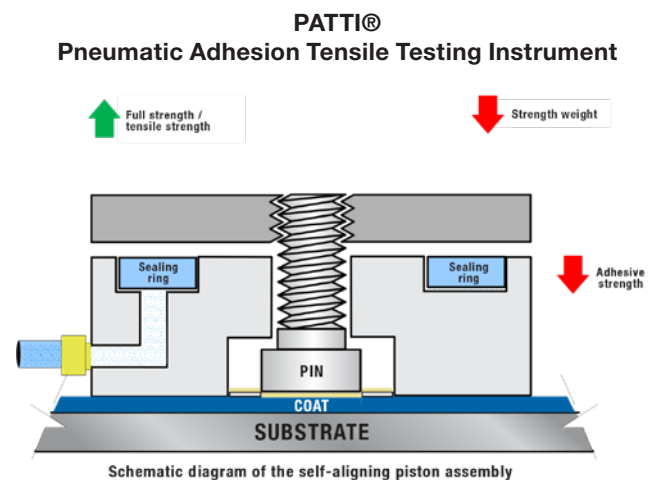 PATTI®
Pneumatic Adhesion Tensile Testing Instrument
Full strength /
tensile strength
Strength weight
Sealing
ring
Sealing
ring
Adhesive
strength
PIN
COAT
SUBSTRATE
Schematic diagram of the self-aligning piston assembly